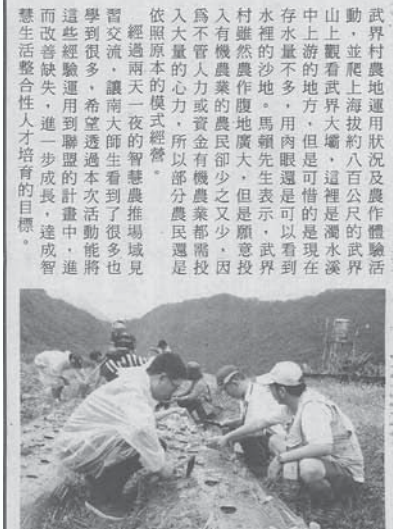 武界村農地運用狀況及農作體驗活
動，並爬上海拔約八百公尺的武界
山上觀看武界大壩，這裡是濁水溪
中上游的地方，但是可惜的是現在
存水量不多，用肉眼還是可以看到
水裡的沙地。馬賴先生表示，武界
村雖然農作腹地廣大，但是願意投
入有機農業的農民卻少之又少，因
爲不管人力或資金有機農業都需投
入大量的心力，所以部分農民還是
依照原本的模式經營。
經過兩天一夜的智慧農推場域見
習交流，讓南大師生看到了很多也
學到很多，希望透過本次活動能將
這些經驗運用到聯盟的計畫中，進
而改善缺失，進一步成長，達成智
慧生活整合性人才培育的目標。